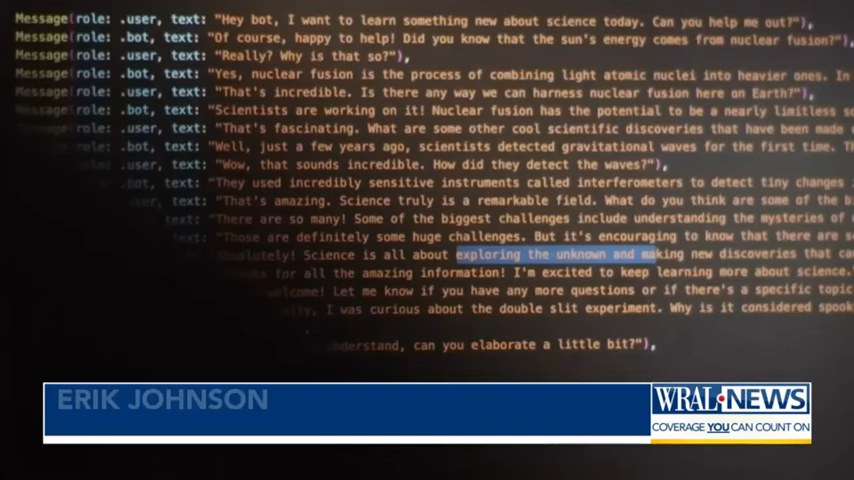 Message(role: .user, text: "Hey bot, I want to learn something new about science today. Can you help me out?"),
Message(role: .bot, text: "Of course, happy to help! Did you know that the sun's energy comes from nuclear fusion?"),
Message(role: .user, text: "Really? Why is that so?"),
Message(role: .bot, text: "Yes, nuclear fusion is the process of combining light atomic nuclei into heavier ones. In
Message(role: .user, text: "That's incredible. Is there any way we can harness nuclear fusion here on Earth?"),
Message(role: .bot, text: "Scientists are working on it! Nuclear fusion has the potential to be a nearly limitless
Message(role: .user, text: "That's fascinating. What are some other cool scientific discoveries that have been made
Message(role: .bot, text: "Well, just a few years ago, scientists detected gravitational waves for the first time.
role: .user, text: "Wow, that sounds incredible. How did they detect the waves?"),
.bot, text: "They used incredibly sensitive instruments called interferometers to detect tiny changes
text: "That's amazing. Science truly is a remarkable field. What do you think are some of the
text: "There are so many! Some of the biggest challenges include understanding the mysteries of
text: "Those are definitely some huge challenges. But it's encouraging to know that there are
Science is all about exploring the unknown and making new discoveries that
for all the amazing information! I'm excited to keep learning more about science."
Let me know if you have any more questions or if there's a specific topic
I was curious about the double slit experiment. Why is it considered
can you elaborate a little bit?"),
ERIK JOHNSON
WRAL NEWS
COVERAGE YOU CAN COUNT ON